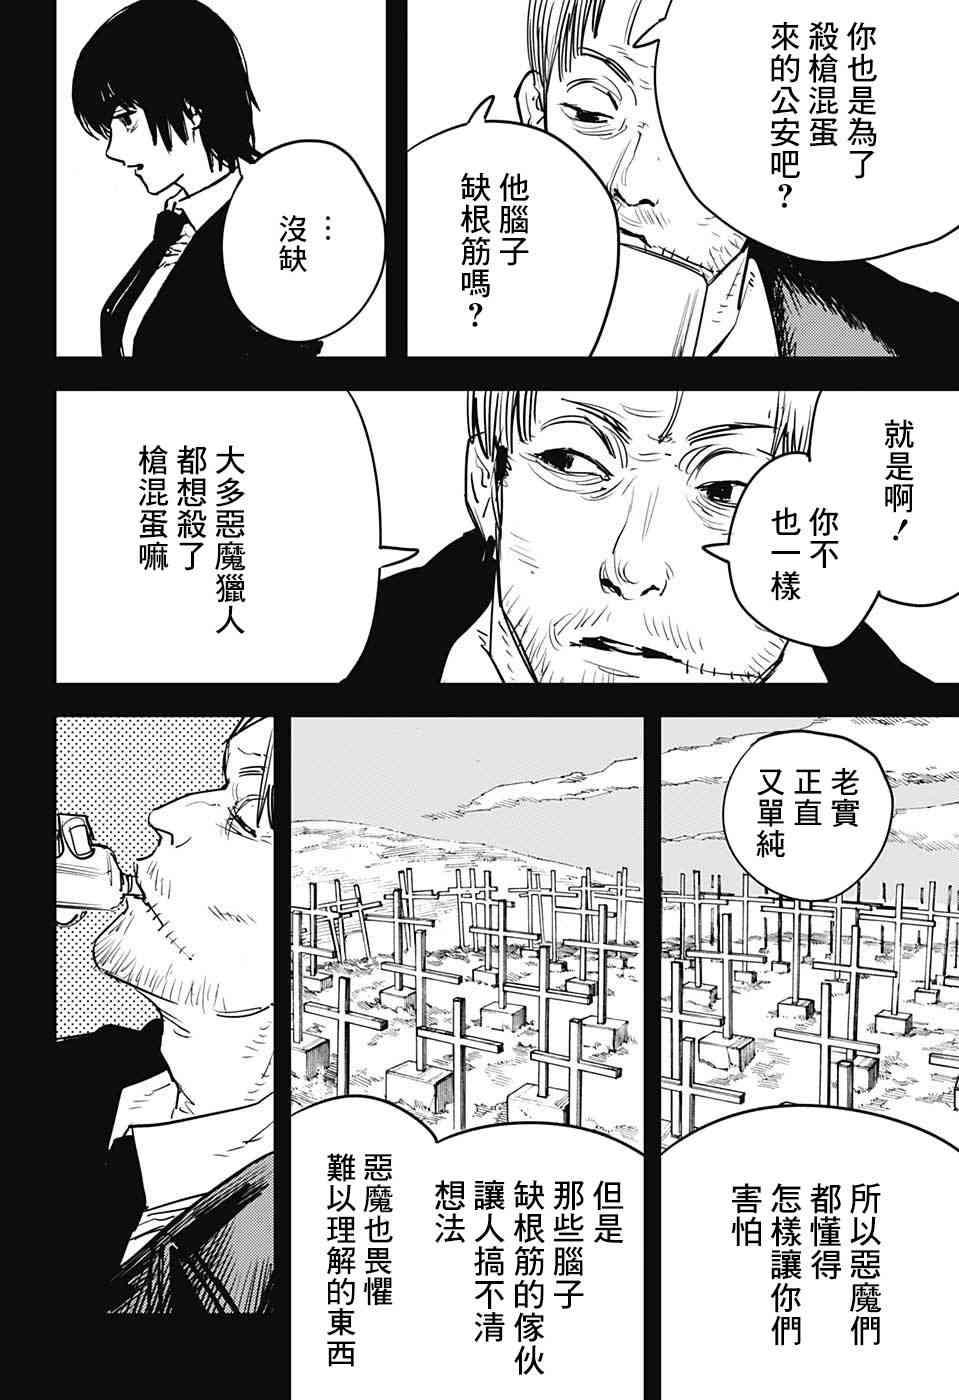 你也是為了
殺槍混蛋
來的公安吧?
他腦子
缺根筋嗎?
…
沒缺
就是啊!
你不
也一樣
大多惡魔獵人
都想殺了
槍混蛋嘛
老實
正直
又單純
所以惡魔們
都懂得
怎樣讓你們
害怕
但是
那些腦子
缺根筋的傢伙
讓人搞不清
想法
惡魔也畏懼
難以理解的東西